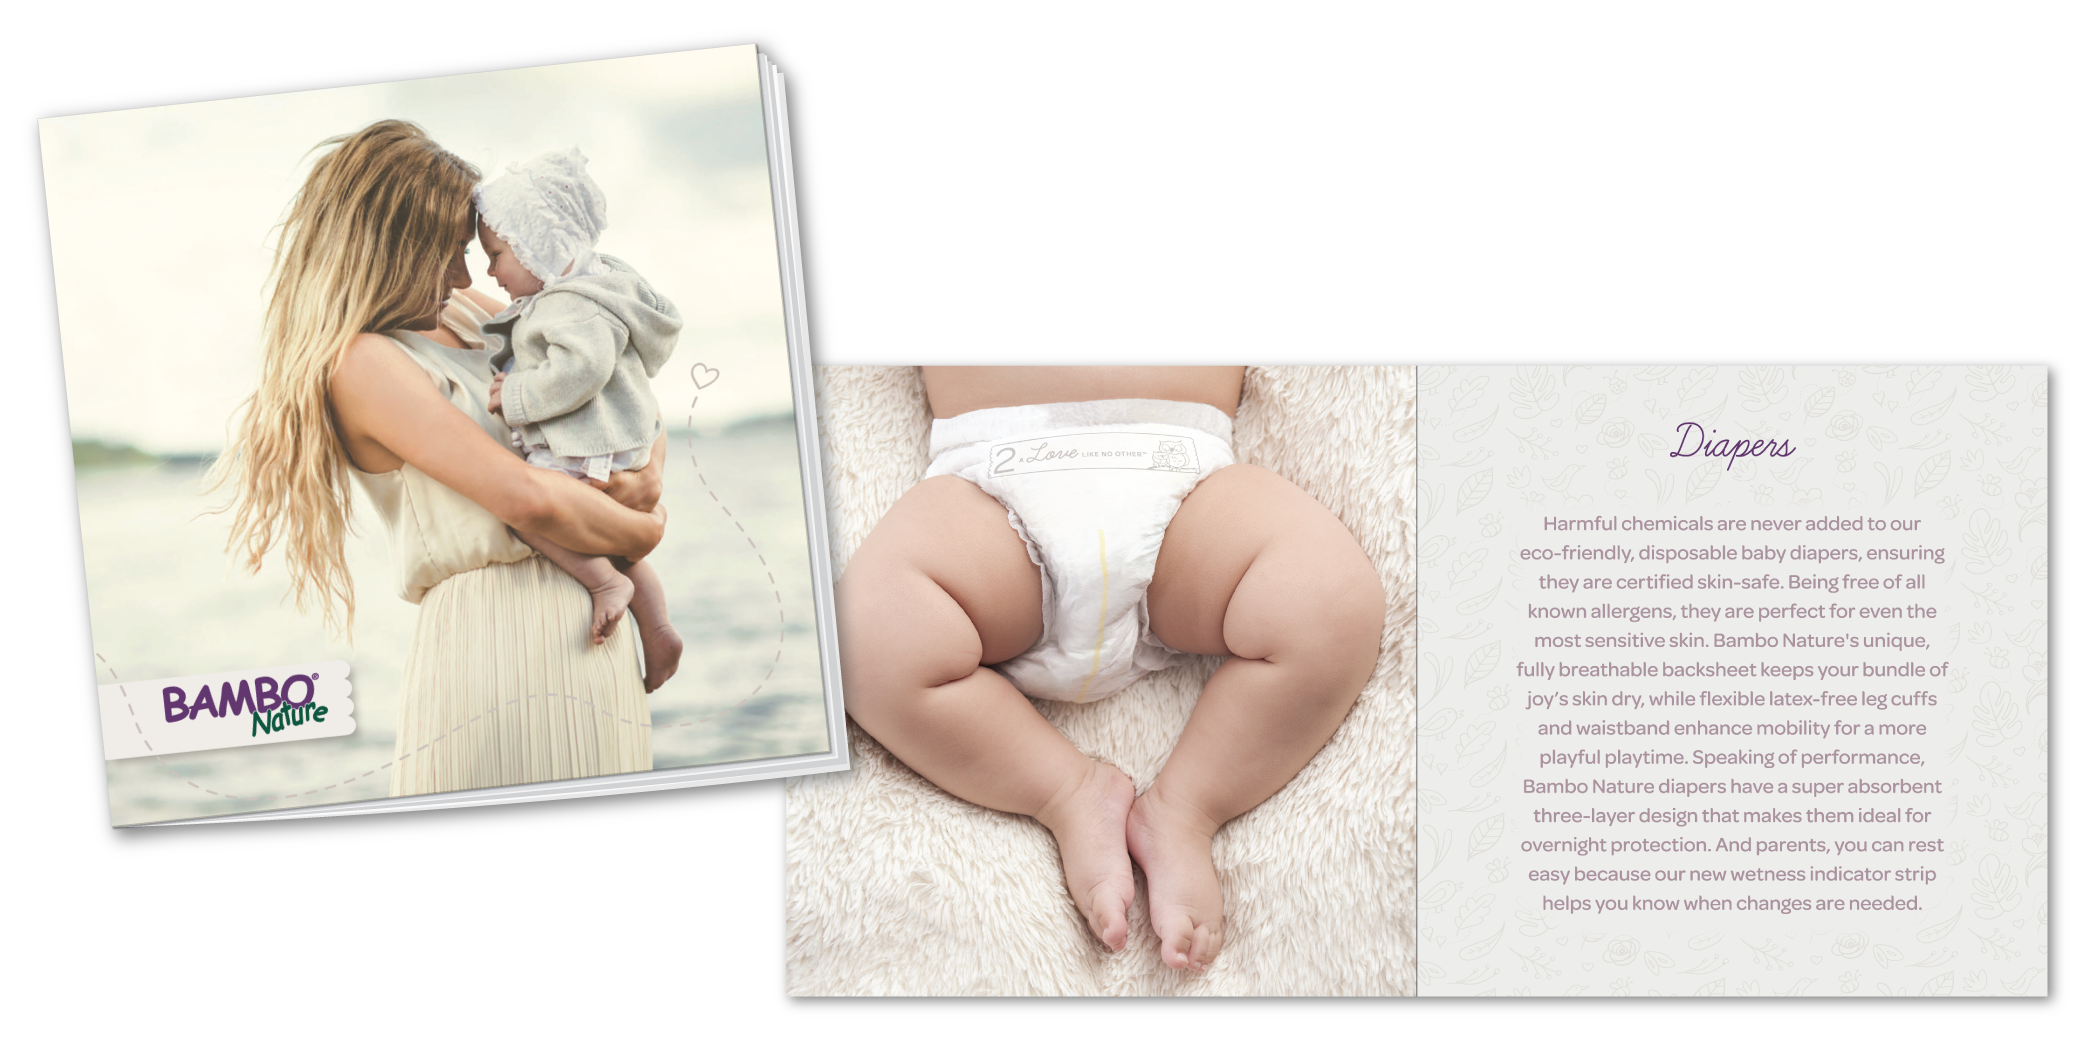 BAMBO®
Nature
2 A Love LIKE NO OTHER™
Diapers
Harmful chemicals are never added to our
eco-friendly, disposable baby diapers, ensuring
they are certified skin-safe. Being free of all
known allergens, they are perfect for even the
most sensitive skin. Bambo Nature's unique,
fully breathable backsheet keeps your bundle of
joy’s skin dry, while flexible latex-free leg cuffs
and waistband enhance mobility for a more
playful playtime. Speaking of performance,
Bambo Nature diapers have a super absorbent
three-layer design that makes them ideal for
overnight protection. And parents, you can rest
easy because our new wetness indicator strip
helps you know when changes are needed.